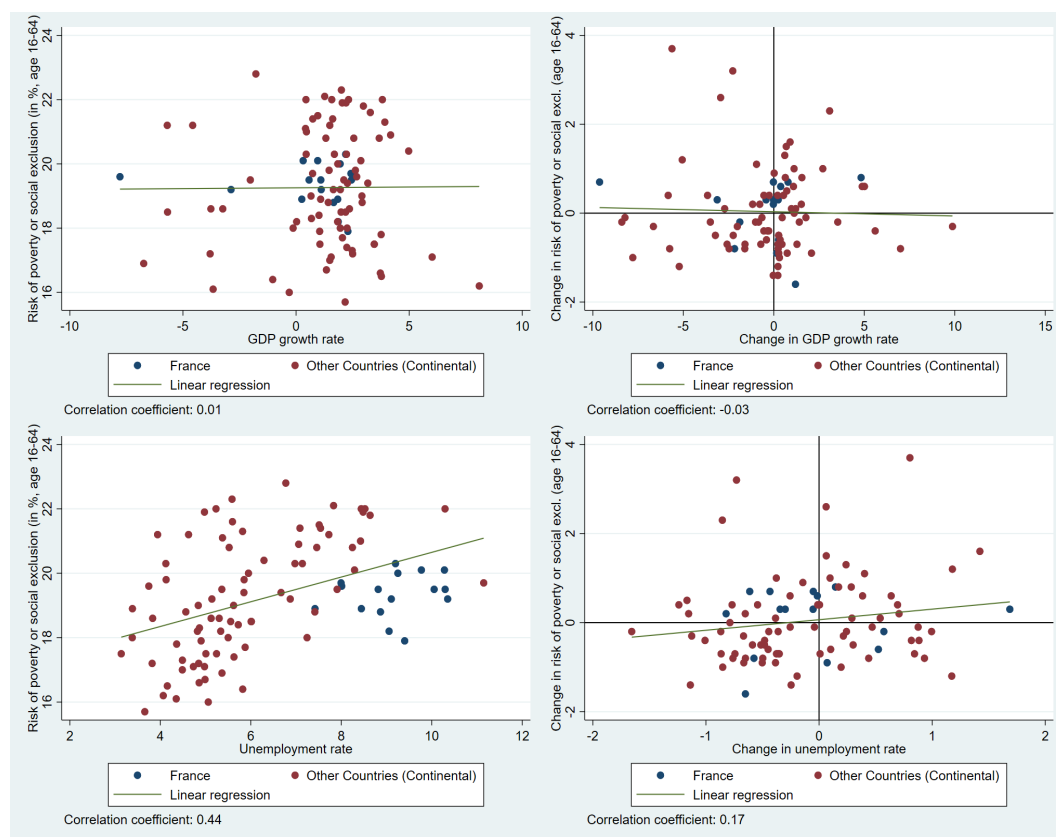 Risk of poverty or social exclusion (in %, age 16-64)
24
22
20
18
16
-10
-5
0
5
10
GDP growth rate
France
Other Countries (Continental)
Linear regression
Correlation coefficient: 0.01
Change in risk of poverty or social excl. (age 16-64)
4
2
0
-2
-10
-5
0
5
10
15
Change in GDP growth rate
France
Other Countries (Continental)
Linear regression
Correlation coefficient: -0.03
Risk of poverty or social exclusion (in %, age 16-64)
24
22
20
18
16
2
4
6
8
10
12
Unemployment rate
France
Other Countries (Continental)
Linear regression
Correlation coefficient: 0.44
Change in risk of poverty or social excl. (age 16-64)
4
2
0
-2
-2
-1
0
1
2
Change in unemployment rate
France
Other Countries (Continental)
Linear regression
Correlation coefficient: 0.17